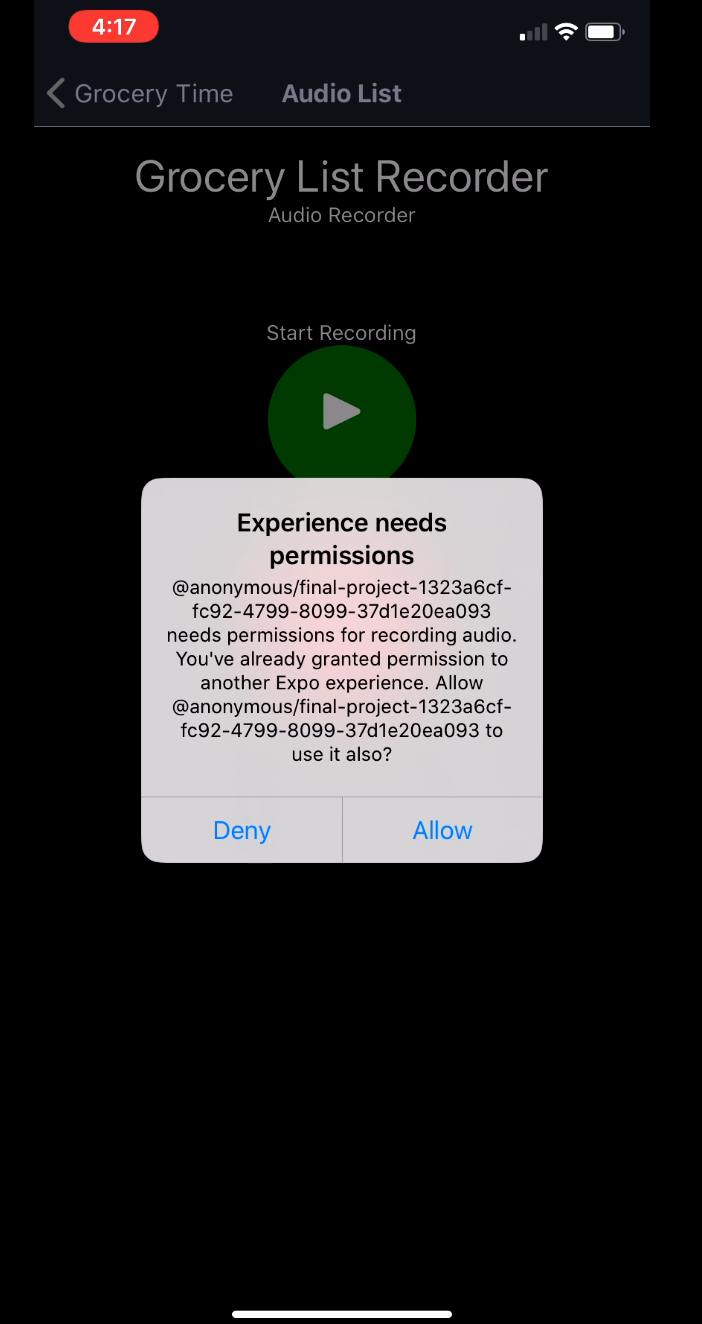 4:17
Grocery Time Audio List
Grocery List Recorder
Audio Recorder
Start Recording
Experience needs
permissions
@anonymous/final-project-1323a6cf-
fc92-4799-8099-37d1e20ea093
needs permissions for recording audio.
You've already granted permission to
another Expo experience. Allow
@anonymous/final-project-1323a6cf-
fc92-4799-8099-37d1e20ea093 to
use it also?
Deny Allow